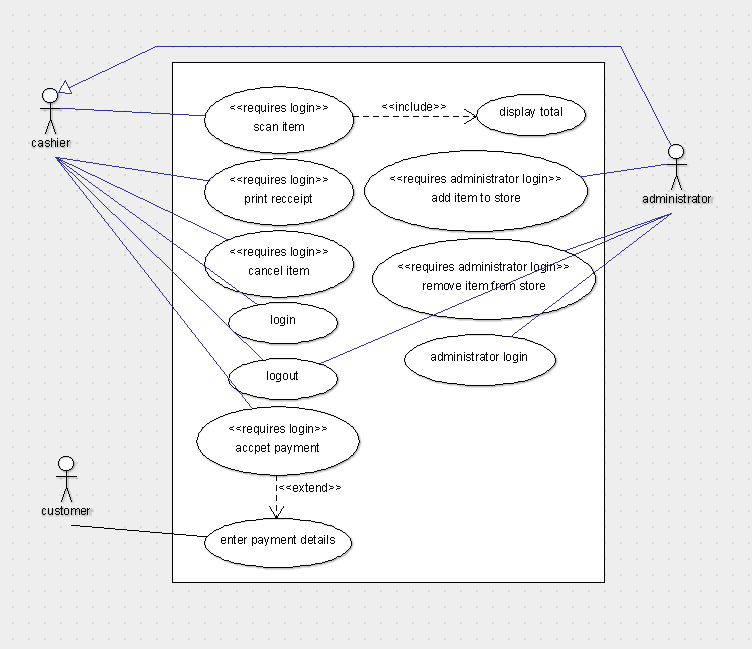 <<requires login>>
scan item
<<include>>
display total
cashier
<<requires login>>
print recceipt
<<requires administrator login>>
add item to store
administrator
<<requires login>>
cancel item
<<requires administrator login>>
remove item from store
login
administrator login
logout
<<requires login>>
accpet payment
<<extend>>
customer
enter payment details